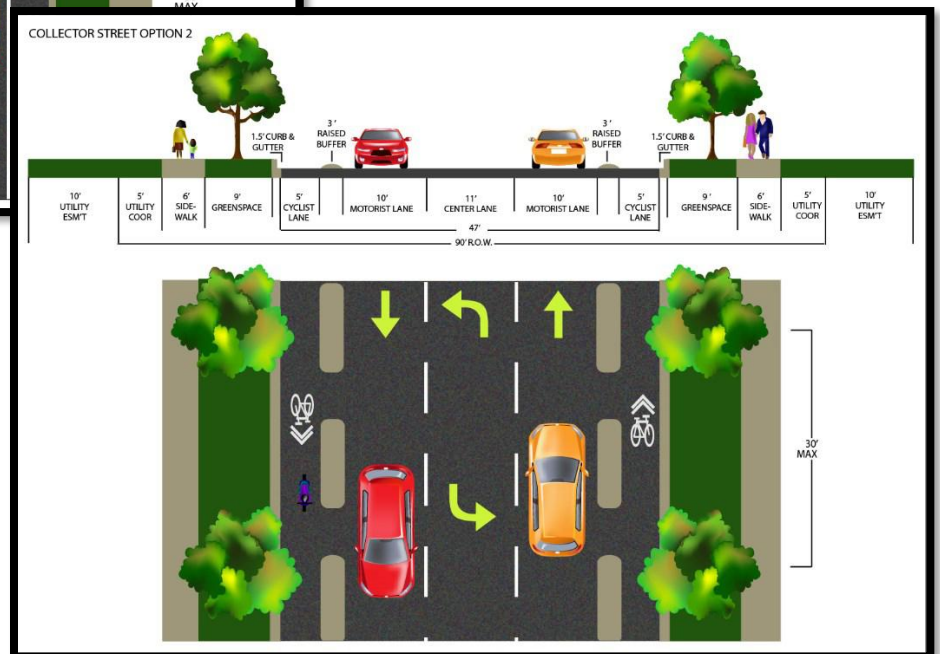 MAX
COLLECTOR STREET OPTION 2
1.5' CURB &
GUTTER
3'
RAISED
BUFFER
3'
RAISED
BUFFER
1.5' CURB &
GUTTER
10'
UTILITY
ESM'T
5'
UTILITY
COOR
6'
SIDE-
WALK
9'
GREENSPACE
5'
CYCLIST
LANE
10'
MOTORIST LANE
11'
CENTER LANE
10'
MOTORIST LANE
5'
CYCLIST
LANE
9'
GREENSPACE
6'
SIDE-
WALK
5'
UTILITY
COOR
10'
UTILITY
ESM'T
47'
90' R.O.W.
30'
MAX